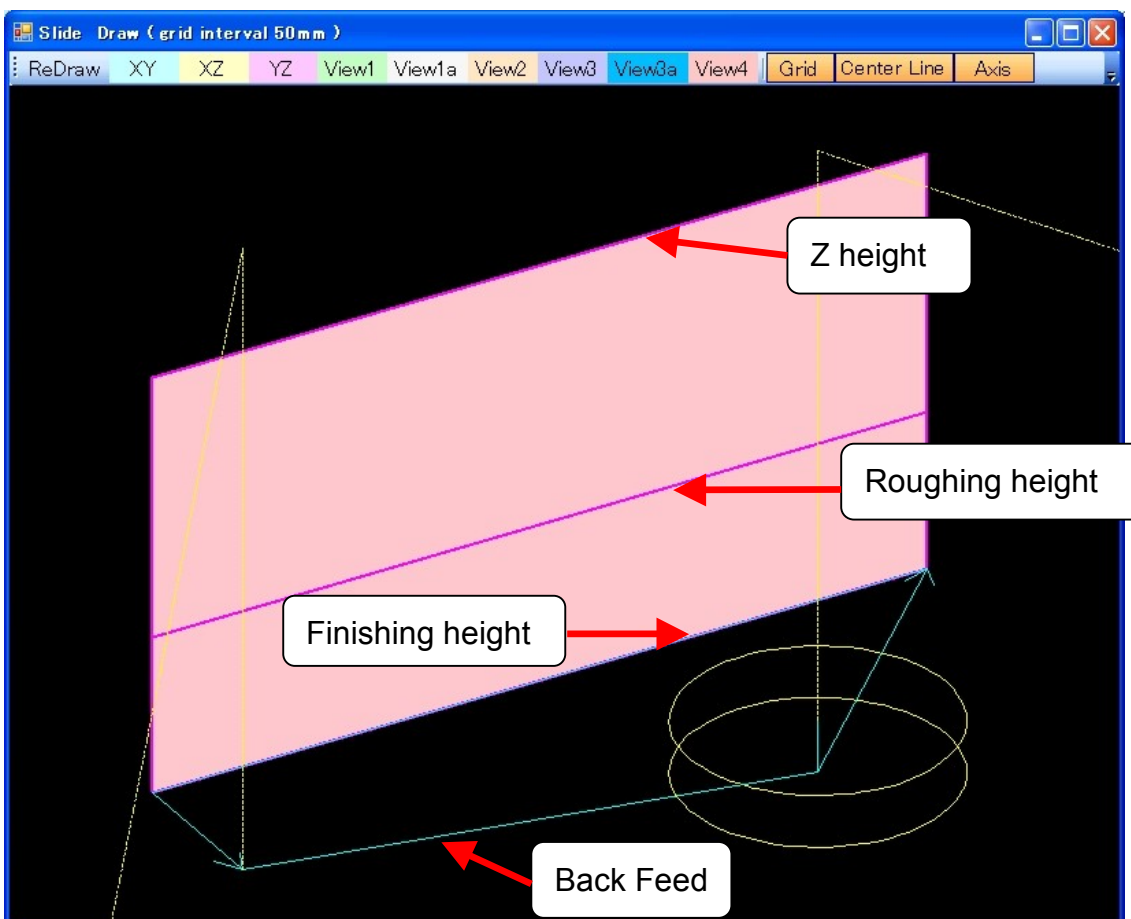 Slide Draw ( grid interval 50mm )
ReDraw XY XZ YZ View1 View1a View2 View3 View3a View4 Grid Center Line Axis
Z height
Roughing height
Finishing height
Back Feed